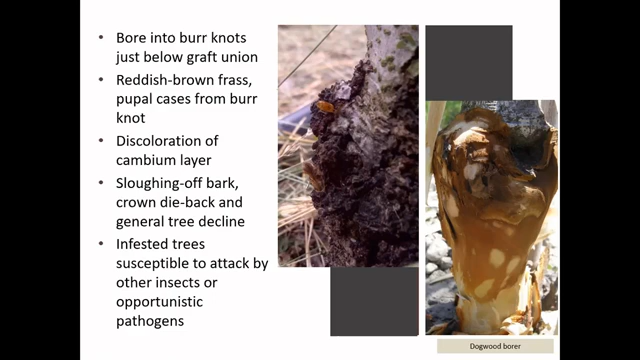 • Bore into burr knots
just below graft union
• Reddish-brown frass,
pupal cases from burr
knot
• Discoloration of
cambium layer
• Sloughing-off bark,
crown die-back and
general tree decline
• Infested trees
susceptible to attack by
other insects or
opportunistic
pathogens
Dogwood borer